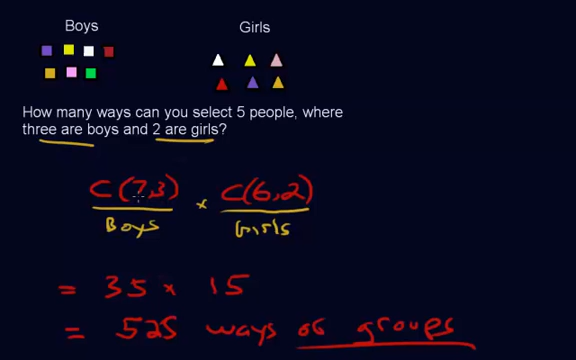 Boys Girls
How many ways can you select 5 people, where
three are boys and 2 are girls?
C(7,3) × C(6,2)
Boys Girls
= 35 × 15
= 525 ways or groups